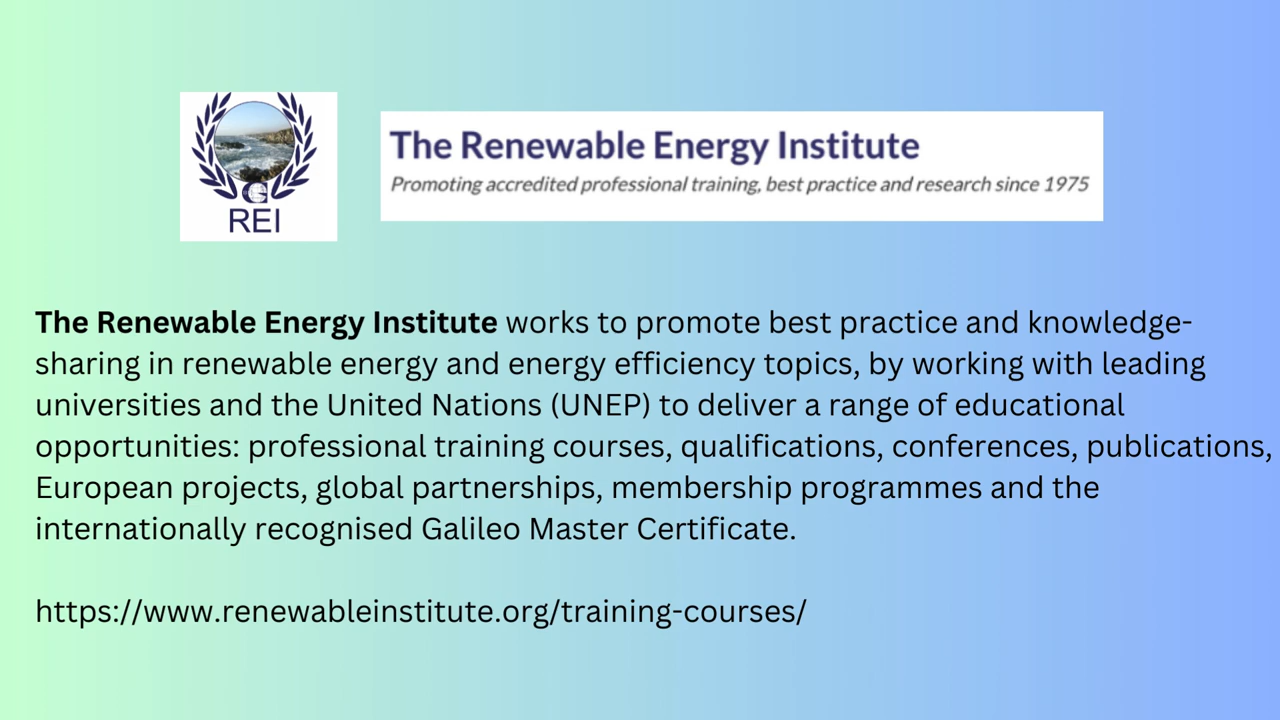 REI
The Renewable Energy Institute
Promoting accredited professional training, best practice and research since 1975
The Renewable Energy Institute works to promote best practice and knowledge-
sharing in renewable energy and energy efficiency topics, by working with leading
universities and the United Nations (UNEP) to deliver a range of educational
opportunities: professional training courses, qualifications, conferences, publications,
European projects, global partnerships, membership programmes and the
internationally recognised Galileo Master Certificate.
https://www.renewableinstitute.org/training-courses/